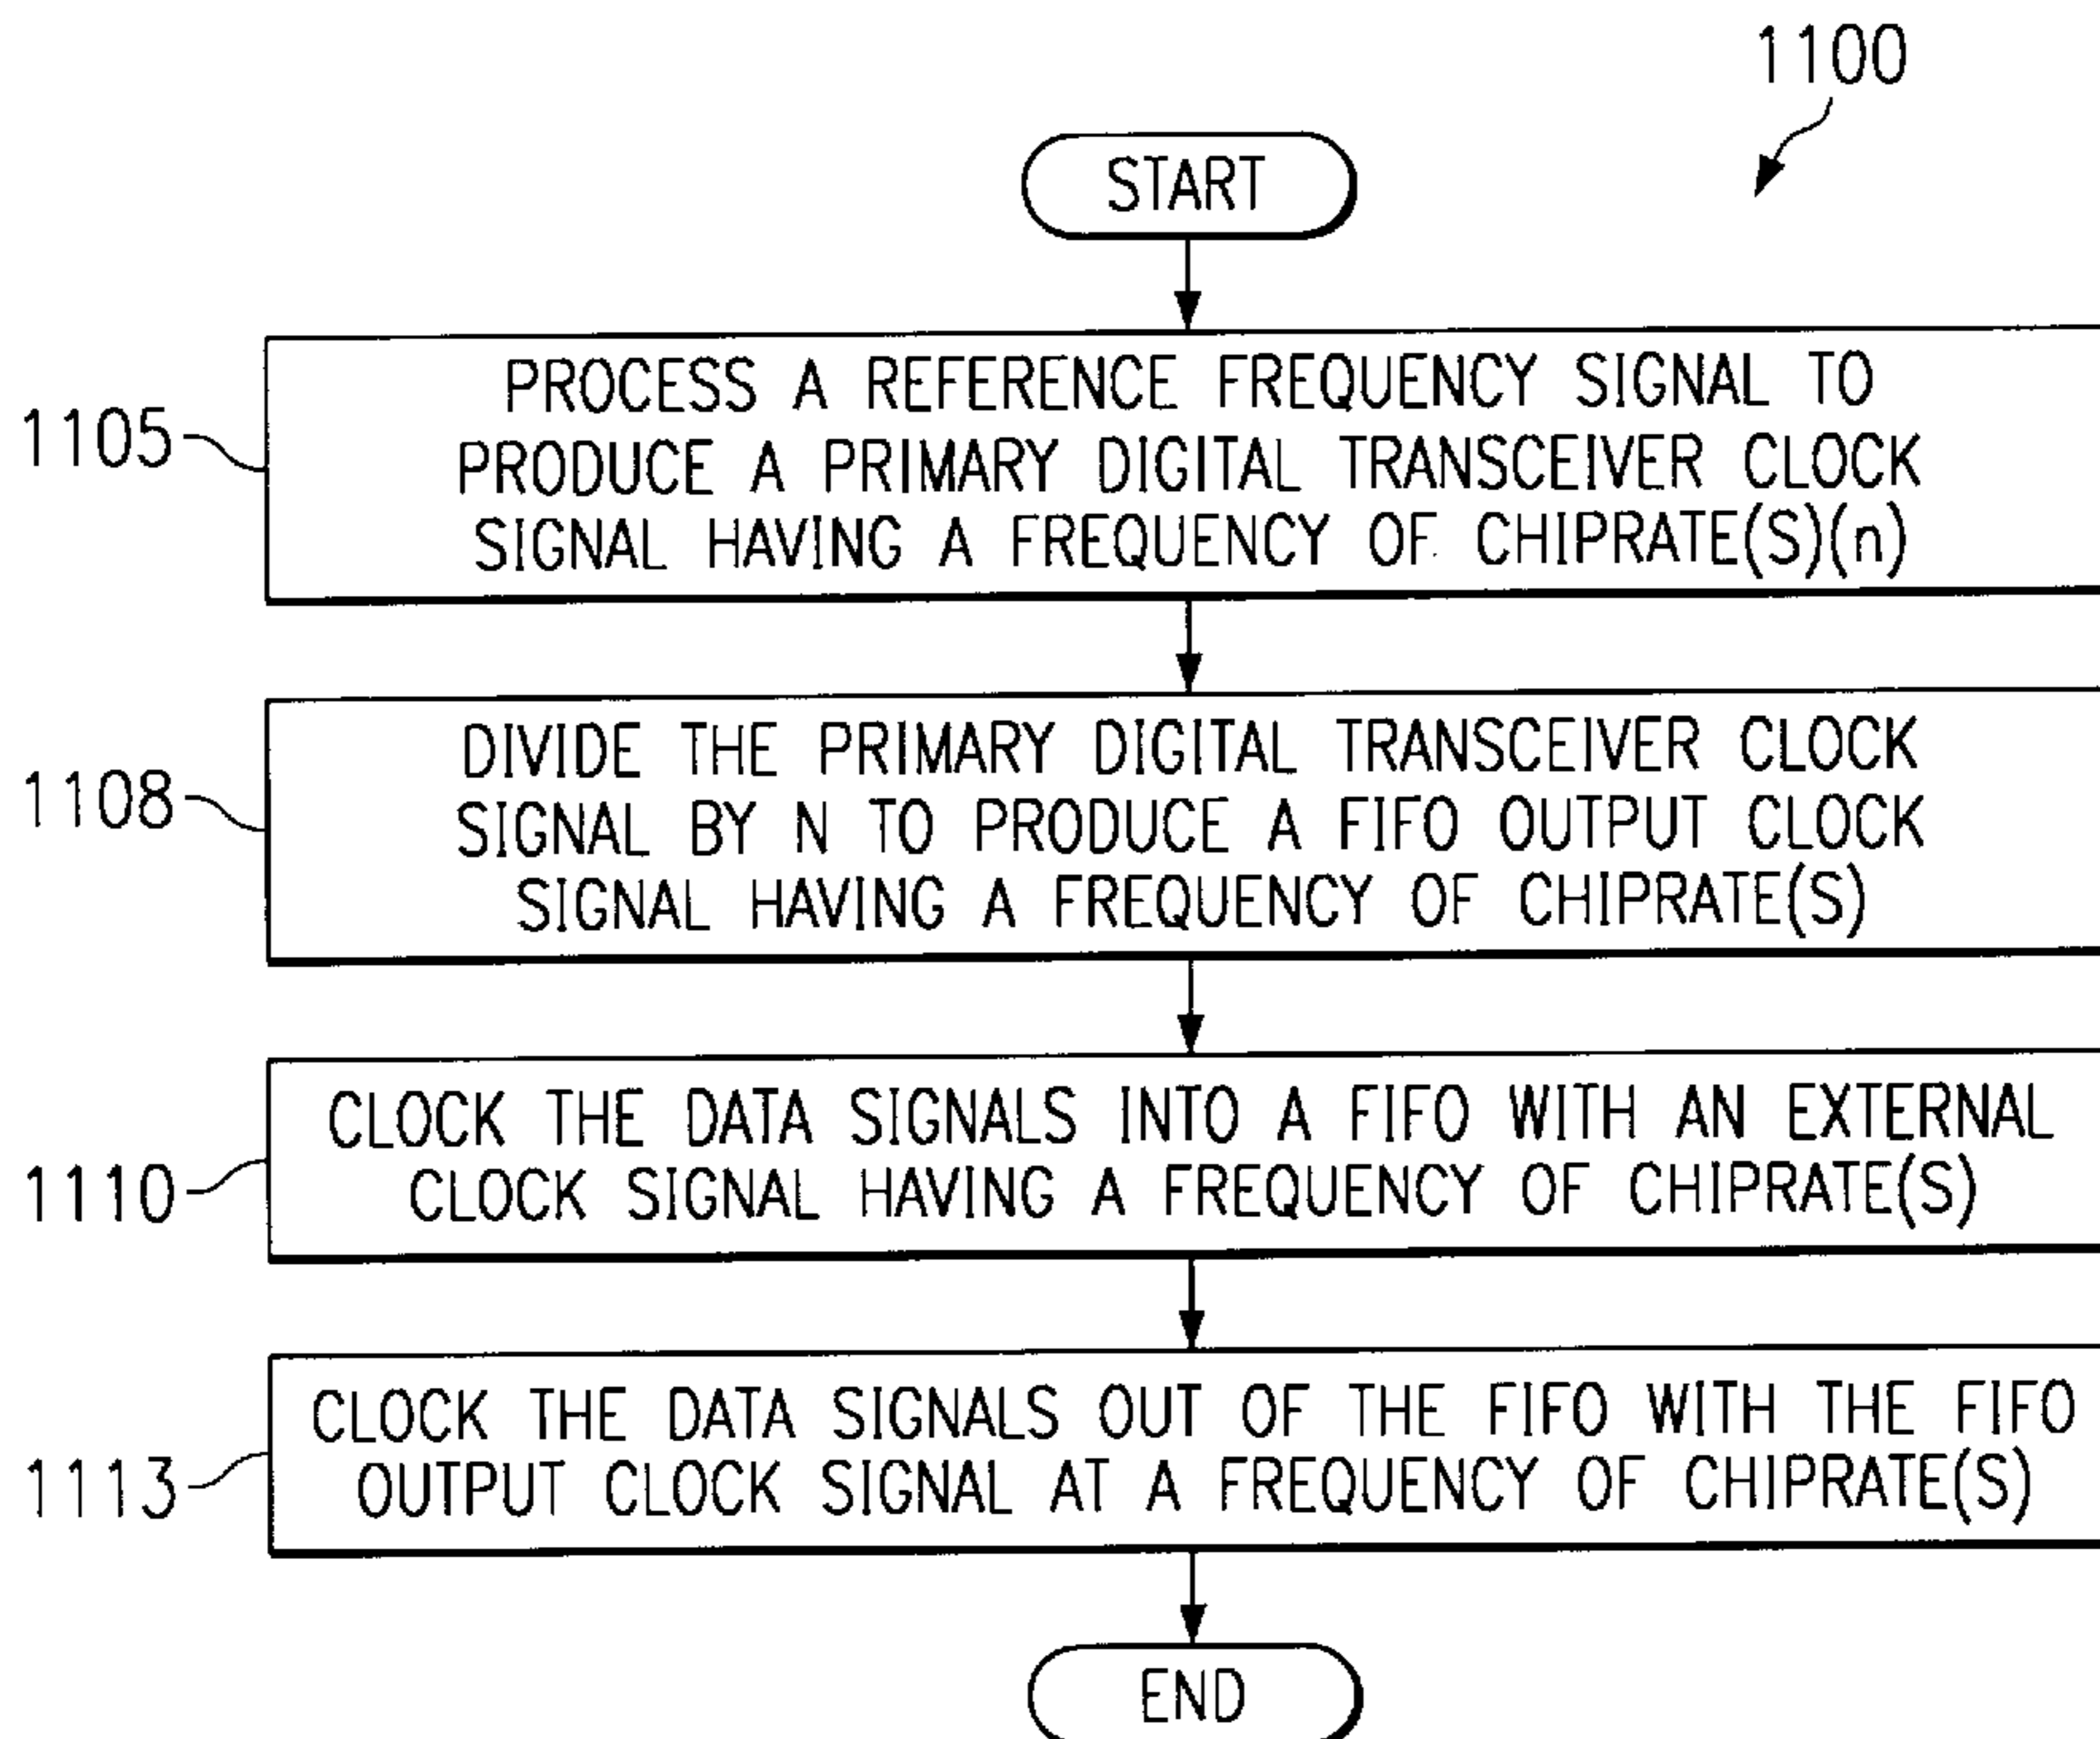 1100
START
1105
PROCESS A REFERENCE FREQUENCY SIGNAL TO
PRODUCE A PRIMARY DIGITAL TRANSCEIVER CLOCK
SIGNAL HAVING A FREQUENCY OF CHIPRATE(S)(n)
1108
DIVIDE THE PRIMARY DIGITAL TRANSCEIVER CLOCK
SIGNAL BY N TO PRODUCE A FIFO OUTPUT CLOCK
SIGNAL HAVING A FREQUENCY OF CHIPRATE(S)
1110
CLOCK THE DATA SIGNALS INTO A FIFO WITH AN EXTERNAL
CLOCK SIGNAL HAVING A FREQUENCY OF CHIPRATE(S)
1113
CLOCK THE DATA SIGNALS OUT OF THE FIFO WITH THE FIFO
OUTPUT CLOCK SIGNAL AT A FREQUENCY OF CHIPRATE(S)
END